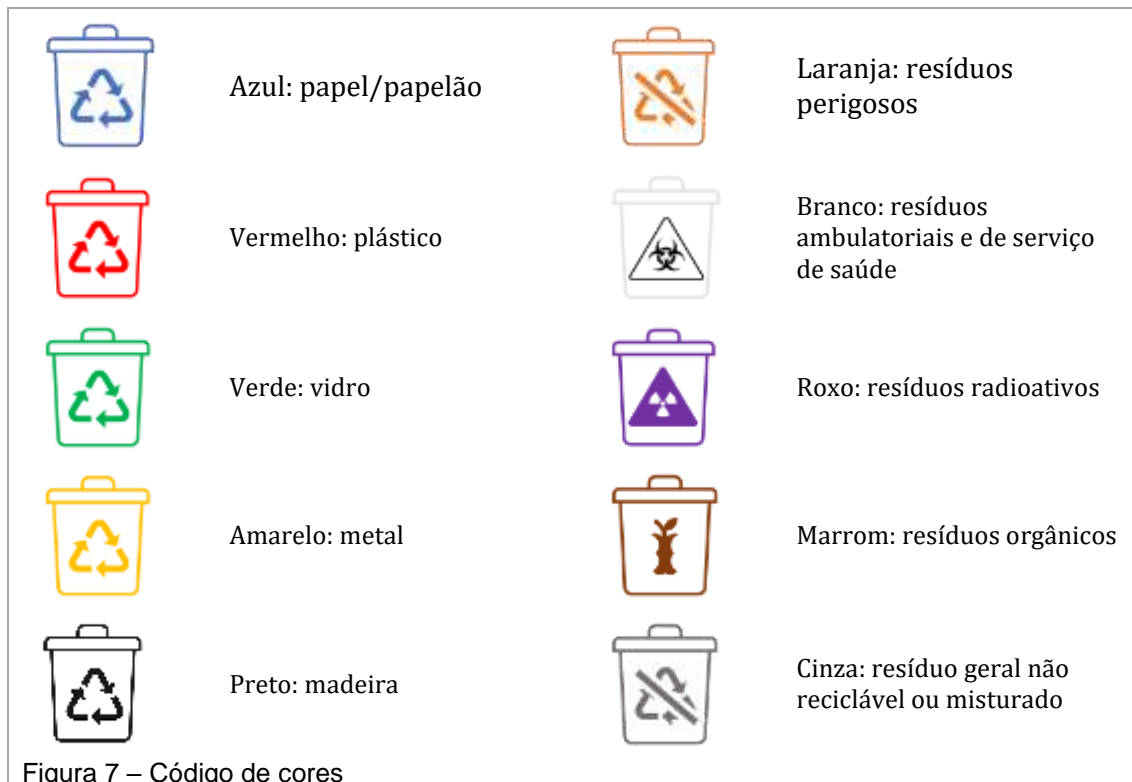 Azul: papel/papelão
Laranja: resíduos
perigosos
Vermelho: plástico
Branco: resíduos
ambulatoriais e de serviço
de saúde
Verde: vidro
Roxo: resíduos radioativos
Amarelo: metal
Marrom: resíduos orgânicos
Preto: madeira
Cinza: resíduo geral não
reciclável ou misturado
Figura 7 – Código de cores